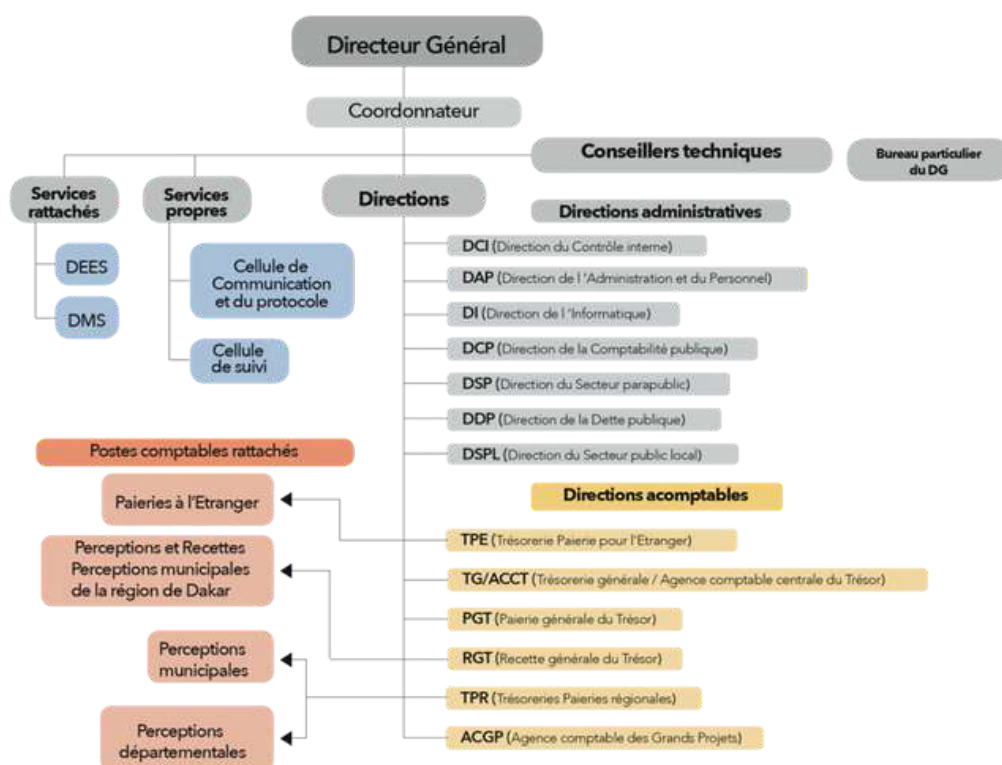 Directeur Général
Coordonnateur
Conseillers techniques
Bureau particulier
du DG
Services
rattachés
Services
propres
Directions
DEES
DMS
Cellule de
Communication
et du protocole
Cellule
de suivi
Directions administratives
DCI (Direction du Contrôle interne)
DAP (Direction de l 'Administration et du Personnel)
DI (Direction de l 'Informatique)
DCP (Direction de la Comptabilité publique)
DSP (Direction du Secteur parapublic)
DDP (Direction de la Dette publique)
DSPL (Direction du Secteur public local)
Postes comptables rattachés
Paieries à l'Etranger
Perceptions et Recettes
Perceptions municipales
de la région de Dakar
Perceptions
municipales
Perceptions
départementales
Directions acomptables
TPE (Trésorerie Paierie pour l'Etranger)
TG/ACCT (Trésorerie générale / Agence comptable centrale du Trésor)
PGT (Paierie générale du Trésor)
RGT (Recette générale du Trésor)
TPR (Trésoreries Paieries régionales)
ACGP (Agence comptable des Grands Projets)